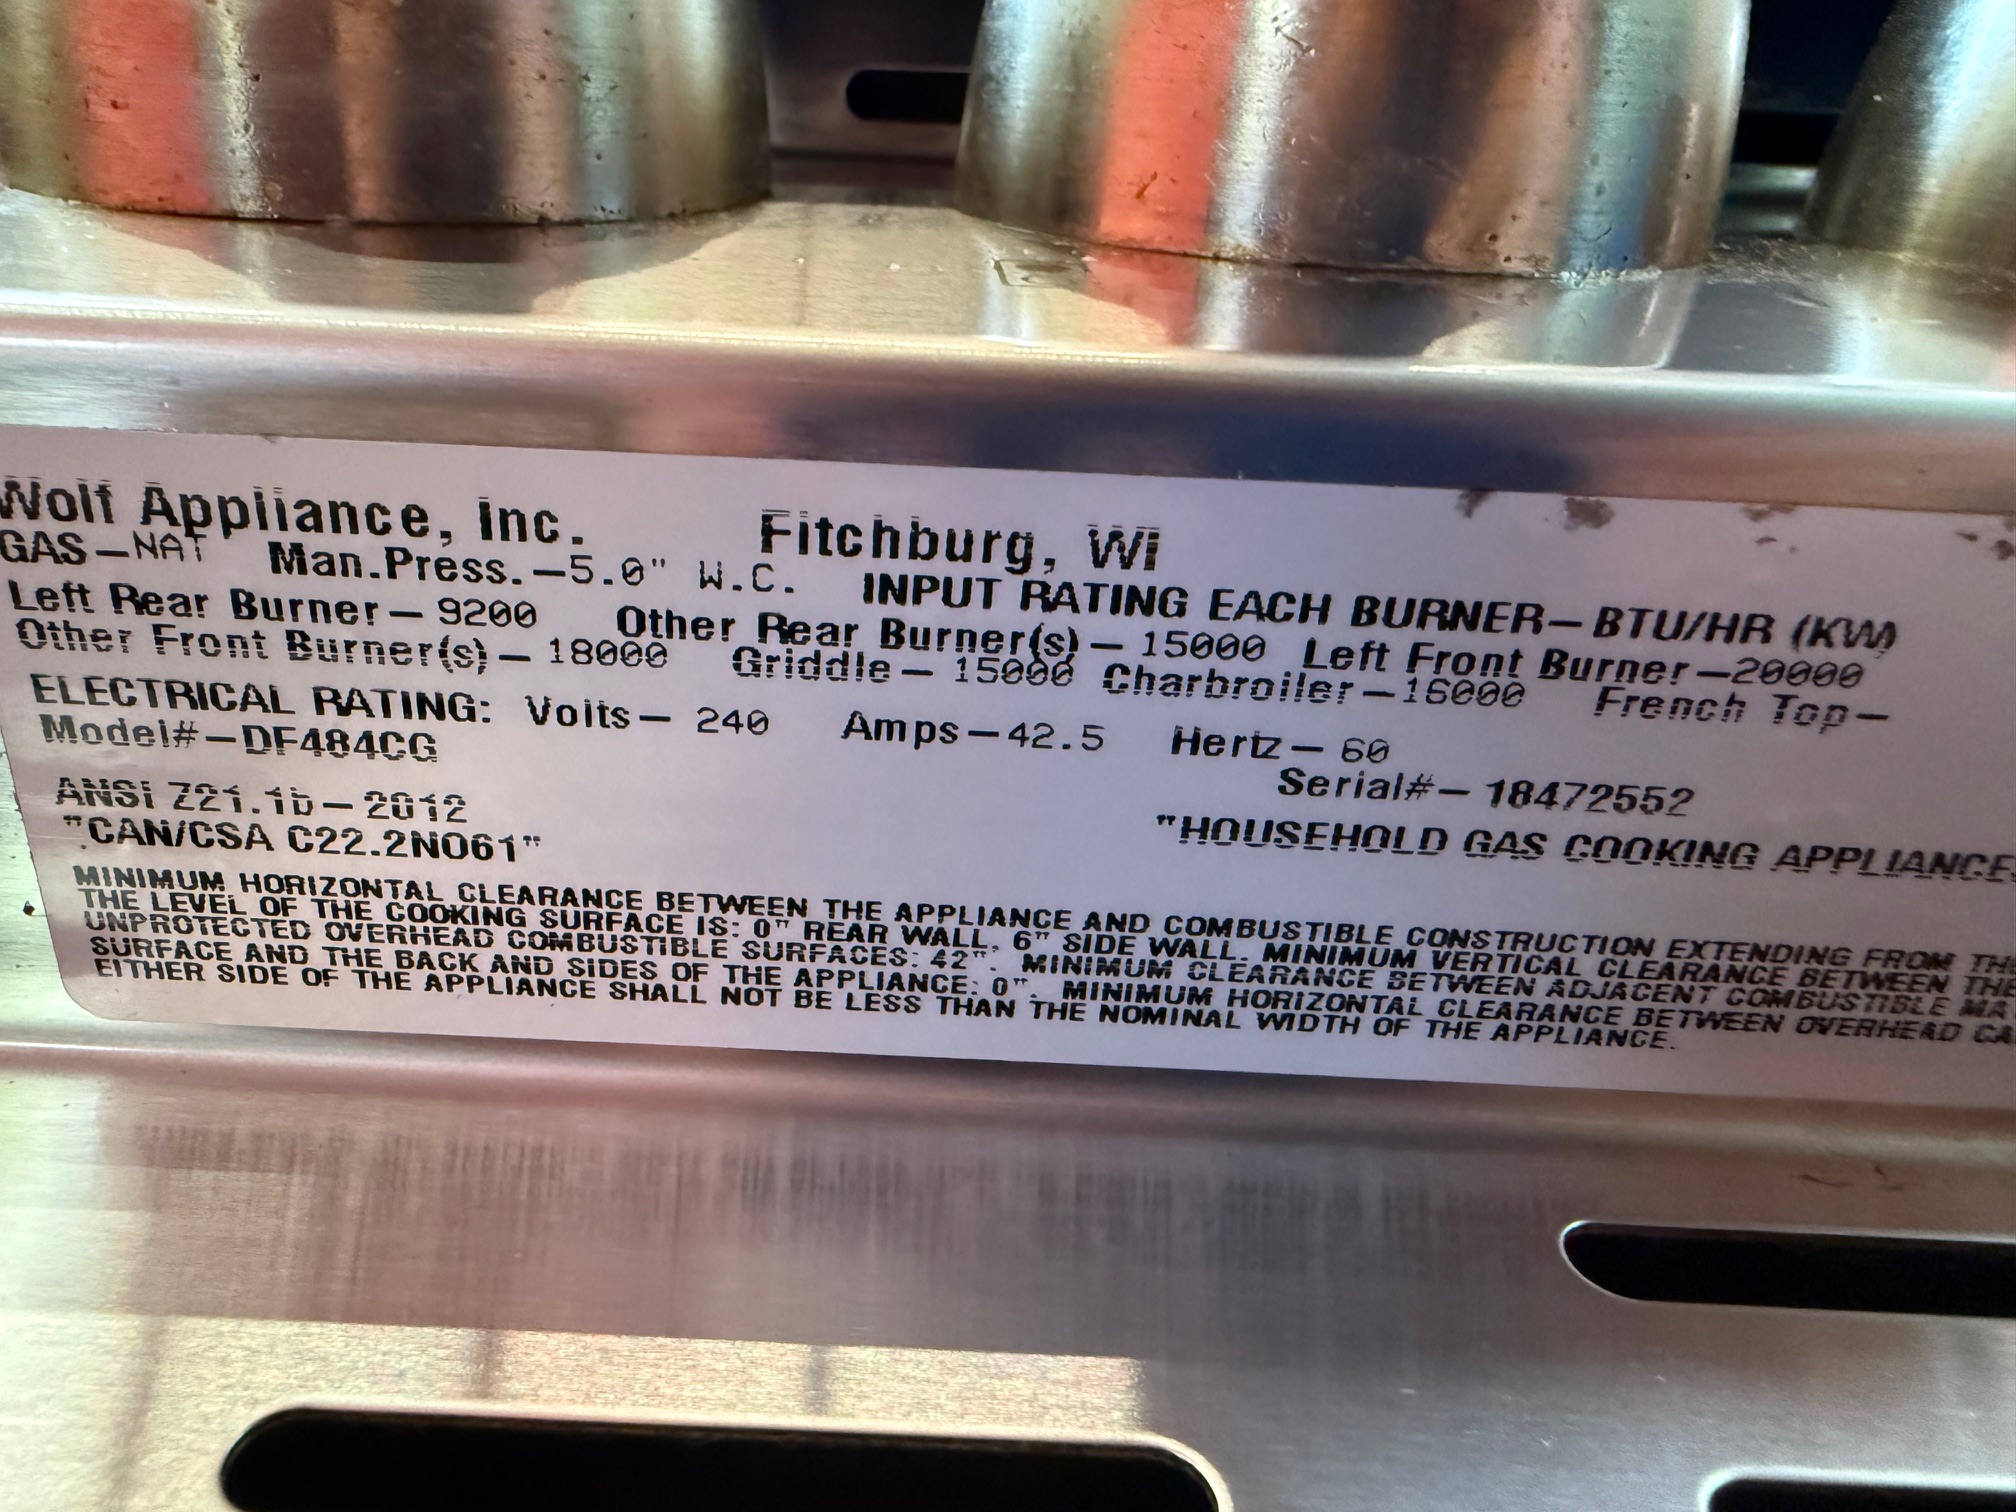 Wolf Appliance, Inc. Fitchburg, WI
GAS-NAT Man.Press.-5.0" W.C. INPUT RATING EACH BURNER-BTU/HR (KW)
Left Rear Burner-9200 Other Rear Burner(s)-15000 Left Front Burner-20000
Other Front Burner(s)-18000 Griddle-15000 Charbroiler-16000 French Top-
ELECTRICAL RATING: Volts- 240 Amps-42.5 Hertz- 60
Model#-DF484CG Serial#-18472552
ANSI Z21.1b-2012
"CAN/CSA C22.2NO61" "HOUSEHOLD GAS COOKING APPLIANCE
MINIMUM HORIZONTAL CLEARANCE BETWEEN THE APPLIANCE AND COMBUSTIBLE CONSTRUCTION EXTENDING FROM TH
THE LEVEL OF THE COOKING SURFACE IS: 0" REAR WALL, 6" SIDE WALL. MINIMUM VERTICAL CLEARANCE BETWEEN THE
UNPROTECTED OVERHEAD COMBUSTIBLE SURFACES: 42". MINIMUM CLEARANCE BETWEEN ADJACENT COMBUSTIBLE MA
SURFACE AND THE BACK AND SIDES OF THE APPLIANCE: 0". MINIMUM HORIZONTAL CLEARANCE BETWEEN OVERHEAD CA
EITHER SIDE OF THE APPLIANCE SHALL NOT BE LESS THAN THE NOMINAL WIDTH OF THE APPLIANCE.